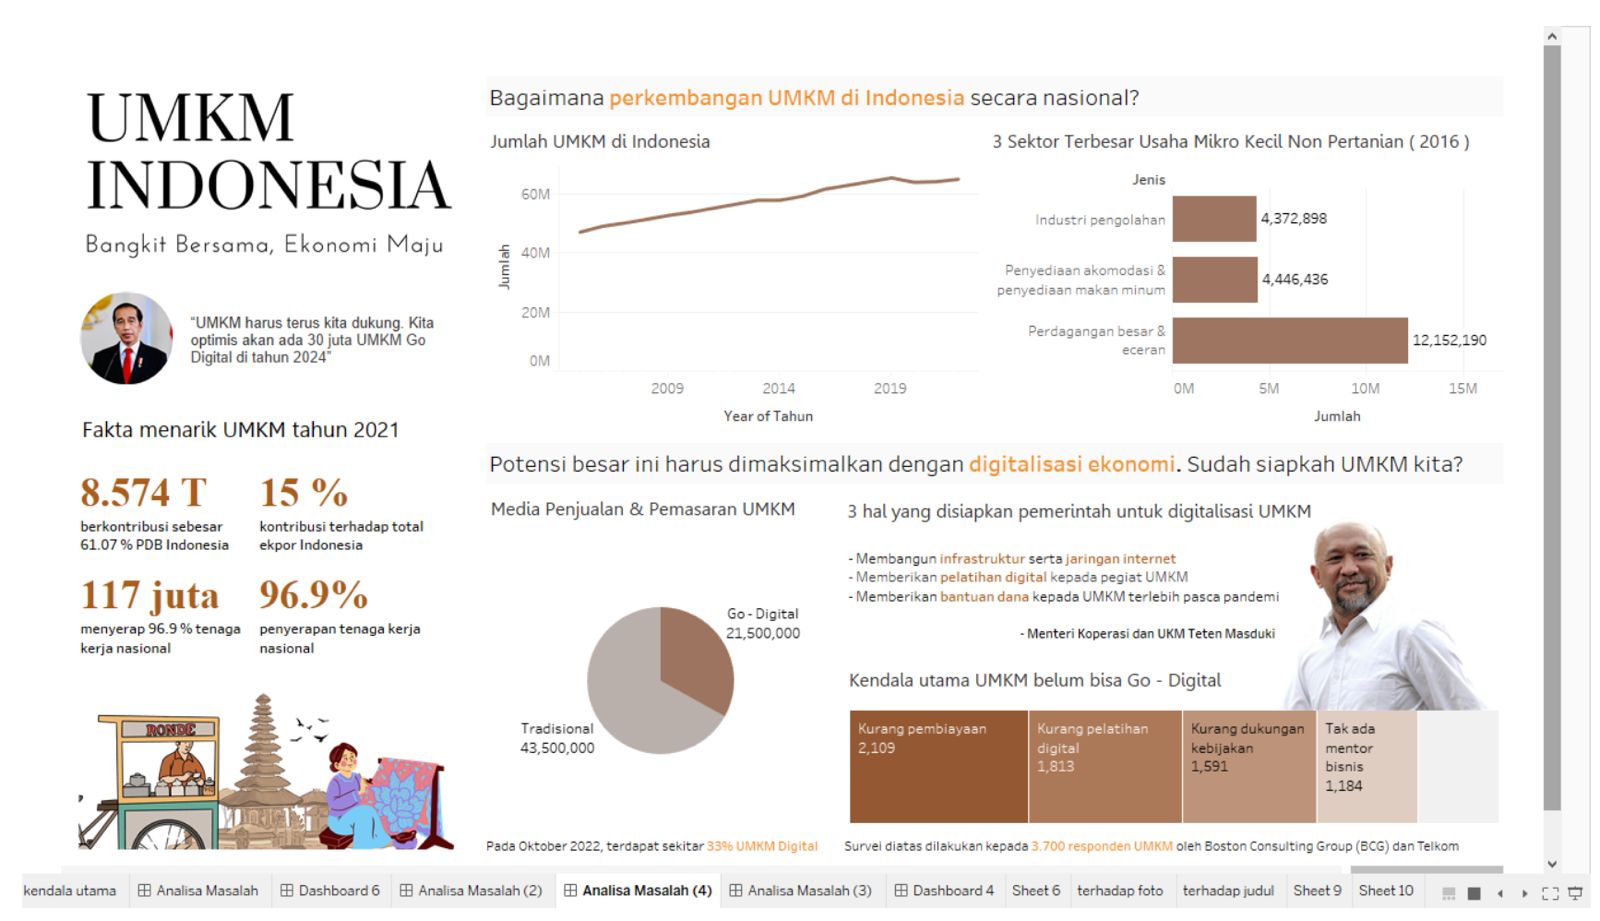 UMKM
INDONESIA
Bangkit Bersama, Ekonomi Maju
“UMKM harus terus kita dukung. Kita
optimis akan ada 30 juta UMKM Go
Digital di tahun 2024”
Fakta menarik UMKM tahun 2021
8.574 T
berkontribusi sebesar
61.07 % PDB Indonesia
15 %
kontribusi terhadap total
ekpor Indonesia
117 juta
menyerap 96.9 % tenaga
kerja nasional
96.9%
penyerapan tenaga kerja
nasional
RONDE
Bagaimana perkembangan UMKM di Indonesia secara nasional?
Jumlah UMKM di Indonesia
Jumlah
60M
40M
20M
0M
2009
2014
2019
Year of Tahun
3 Sektor Terbesar Usaha Mikro Kecil Non Pertanian ( 2016 )
Jenis
Industri pengolahan
4,372,898
Penyediaan akomodasi &
penyediaan makan minum
4,446,436
Perdagangan besar &
eceran
12,152,190
0M
5M
10M
15M
Jumlah
Potensi besar ini harus dimaksimalkan dengan digitalisasi ekonomi. Sudah siapkah UMKM kita?
Media Penjualan & Pemasaran UMKM
Go - Digital
21,500,000
Tradisional
43,500,000
Pada Oktober 2022, terdapat sekitar 33% UMKM Digital
3 hal yang disiapkan pemerintah untuk digitalisasi UMKM
- Membangun infrastruktur serta jaringan internet
- Memberikan pelatihan digital kepada pegiat UMKM
- Memberikan bantuan dana kepada UMKM terlebih pasca pandemi
- Menteri Koperasi dan UKM Teten Masduki
Kendala utama UMKM belum bisa Go - Digital
Kurang pembiayaan
2,109
Kurang pelatihan
digital
1,813
Kurang dukungan
kebijakan
1,591
Tak ada
mentor
bisnis
1,184
Survei diatas dilakukan kepada 3.700 responden UMKM oleh Boston Consulting Group (BCG) dan Telkom
kendala utama
Analisa Masalah
Dashboard 6
Analisa Masalah (2)
Analisa Masalah (4)
Analisa Masalah (3)
Dashboard 4
Sheet 6
terhadap foto
terhadap judul
Sheet 9
Sheet 10